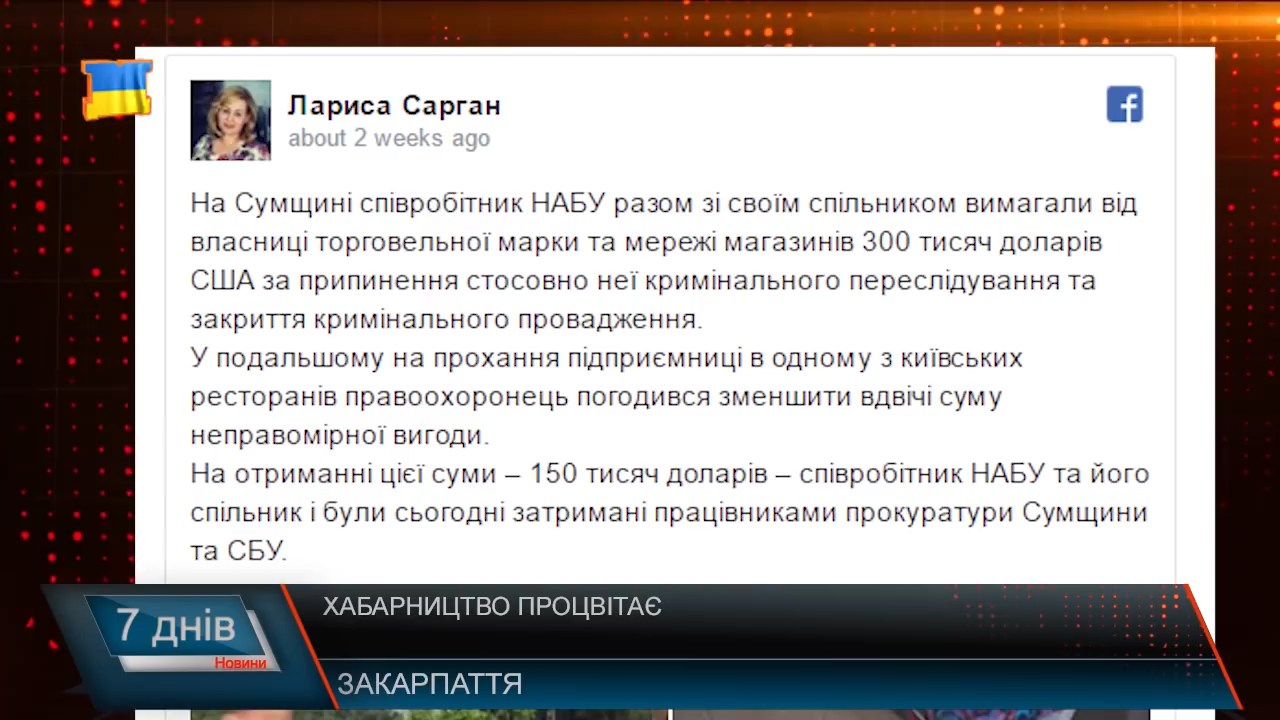 Лариса Сарган
about 2 weeks ago
На Сумщині співробітник НАБУ разом зі своїм спільником вимагали від
власниці торговельної марки та мережі магазинів 300 тисяч доларів
США за припинення стосовно неї кримінального переслідування та
закриття кримінального провадження.
У подальшому на прохання підприємниці в одному з київських
ресторанів правоохоронець погодився зменшити вдвічі суму
неправомірної вигоди.
На отриманні цієї суми – 150 тисяч доларів – співробітник НАБУ та його
спільник і були сьогодні затримані працівниками прокуратури Сумщини
та СБУ.
ХАБАРНИЦТВО ПРОЦВІТАЄ
7 днів
Новини
ЗАКАРПАТТЯ